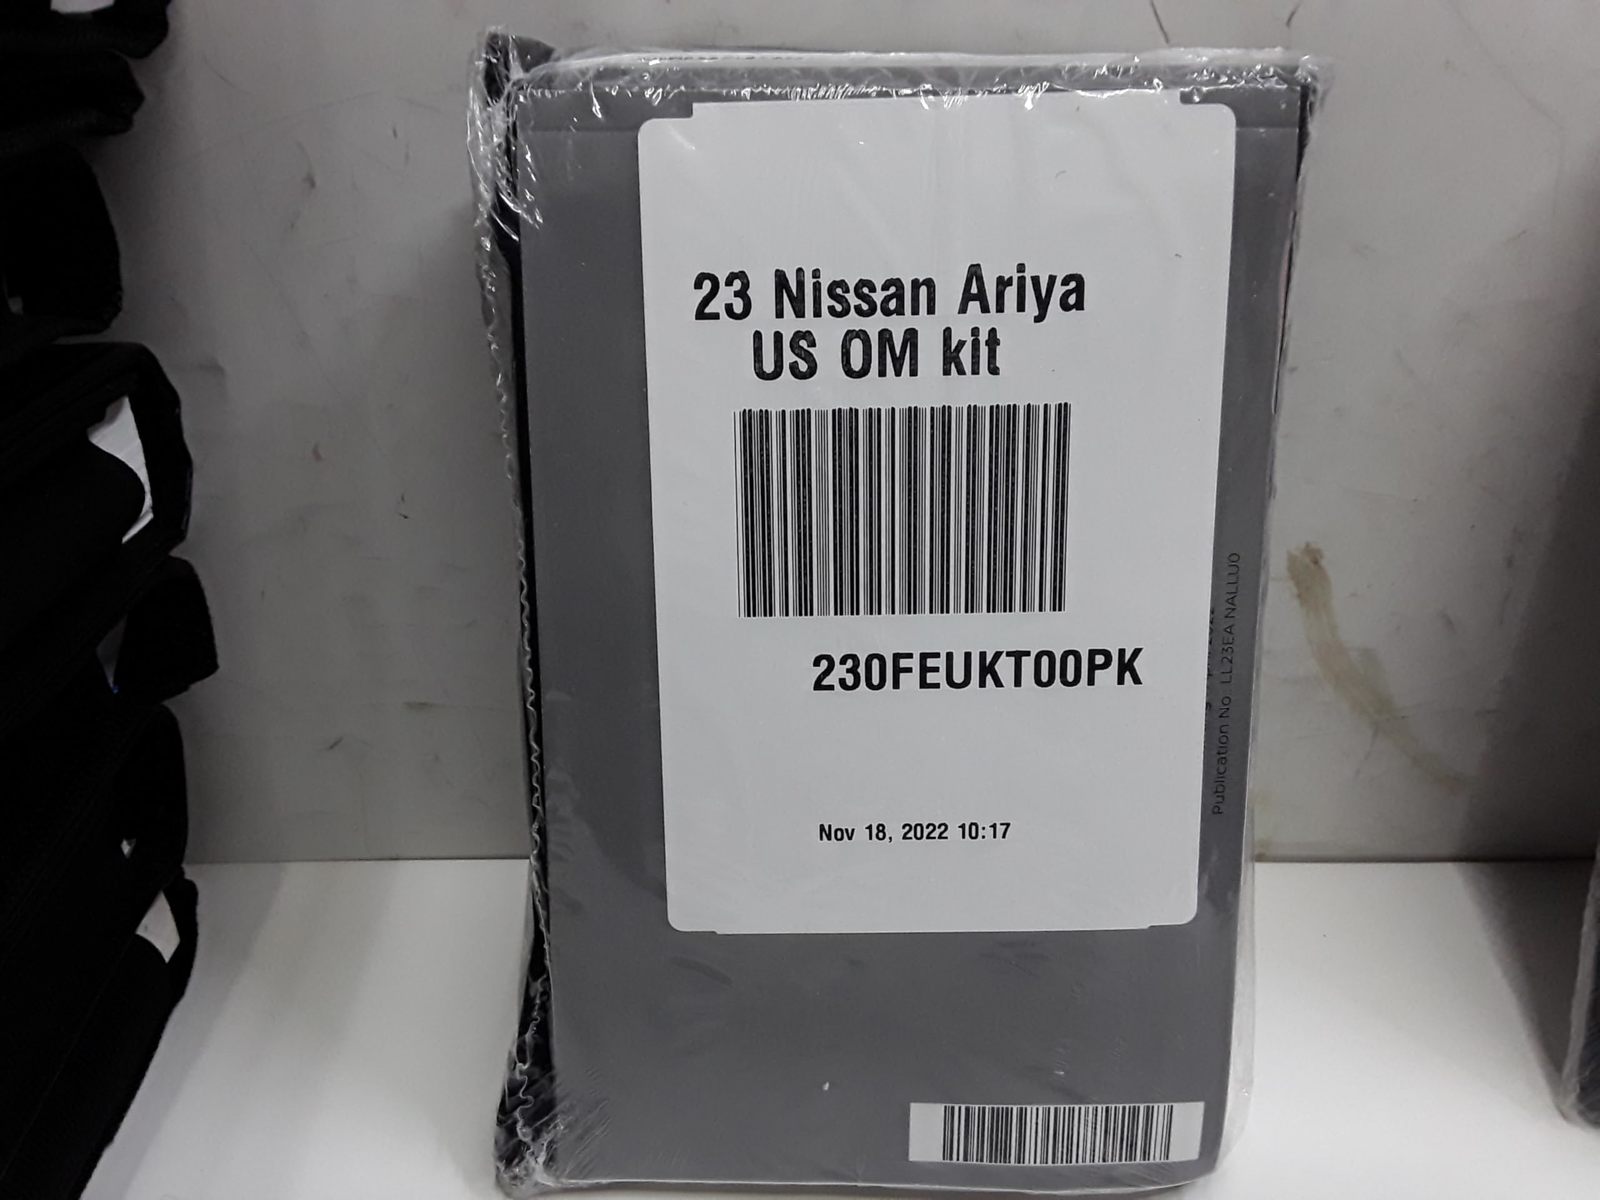 23 Nissan Ariya
US OM kit
230FEUKT00PK
Nov 18, 2022 10:17
Publication No. LL23EA NALLU0